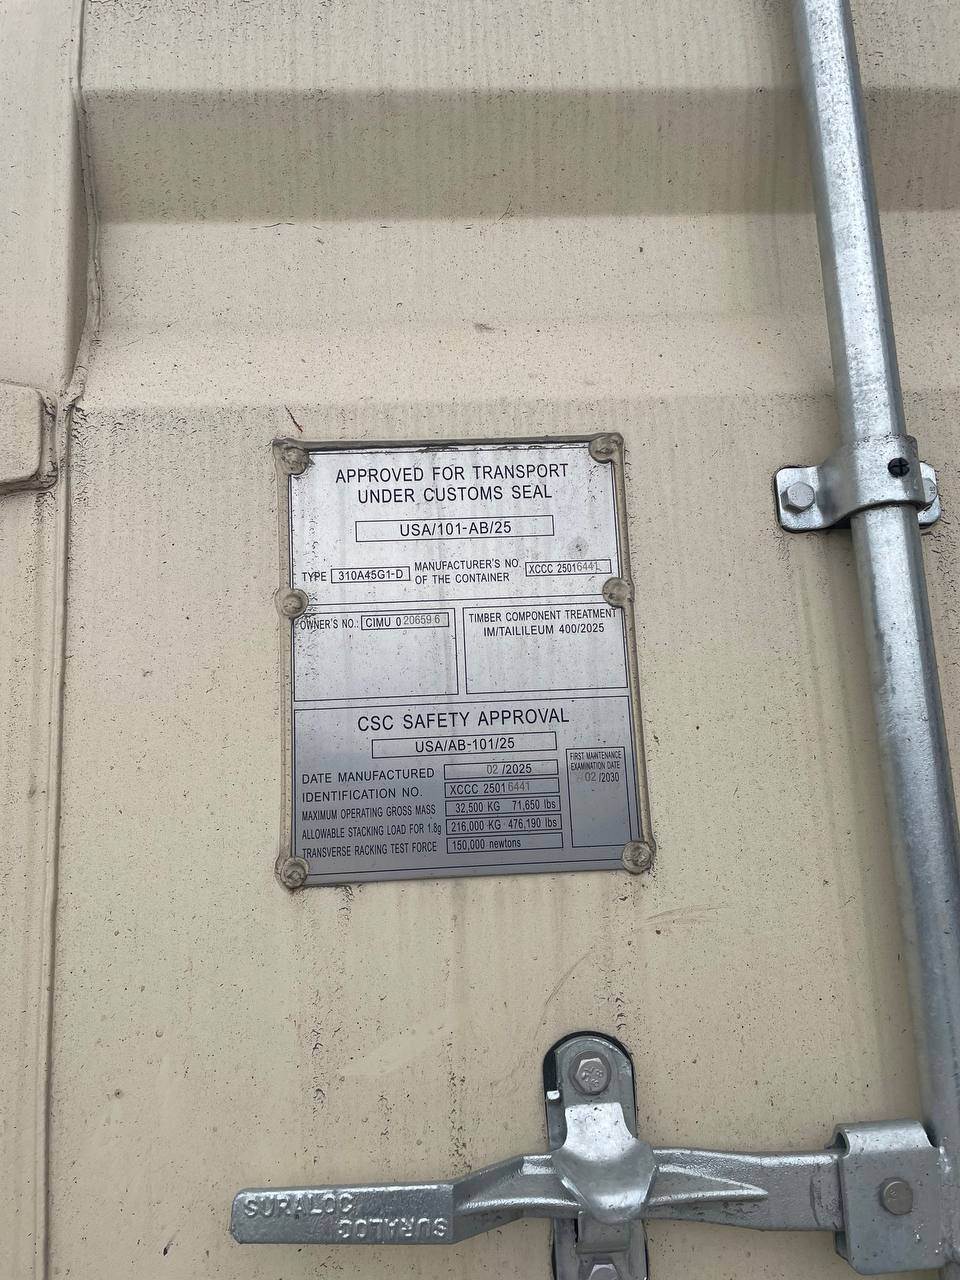 APPROVED FOR TRANSPORT
UNDER CUSTOMS SEAL
USA/101-AB/25
TYPE 310A45G1-D MANUFACTURER'S NO. OF THE CONTAINER XCCC 25016441
OWNER'S NO.: CIMU 020659 6
TIMBER COMPONENT TREATMENT
IM/TAILILEUM 400/2025
CSC SAFETY APPROVAL
USA/AB-101/25
DATE MANUFACTURED 02 /2025
IDENTIFICATION NO. XCCC 25016441
MAXIMUM OPERATING GROSS MASS 32,500 KG 71,650 lbs
ALLOWABLE STACKING LOAD FOR 1.8g 216,000 KG 476,190 lbs
TRANSVERSE RACKING TEST FORCE 150,000 newtons
FIRST MAINTENANCE
EXAMINATION DATE
02 /2030
SURALOC
SURALOC